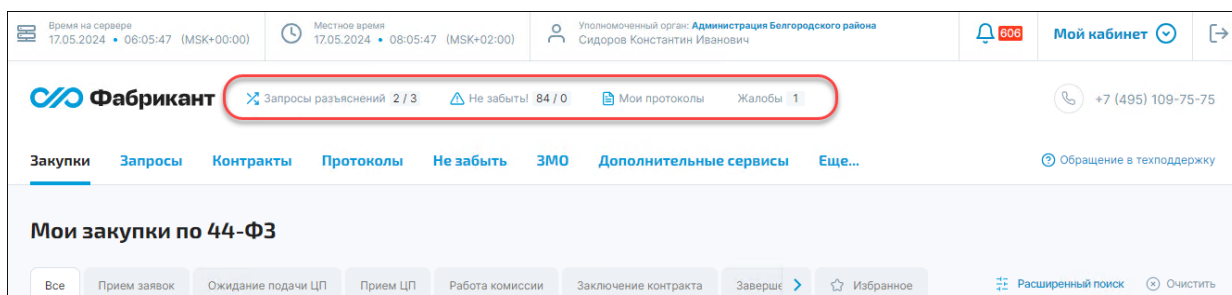 Время на сервере
17.05.2024 • 06:05:47 (MSK+00:00)
Местное время
17.05.2024 • 08:05:47 (MSK+02:00)
Уполномоченный орган: Администрация Белгородского района
Сидоров Константин Иванович
606
Мой кабинет
Фабрикант
Запросы разъяснений 2 / 3
Не забыть! 84 / 0
Мои протоколы
Жалобы 1
+7 (495) 109-75-75
Закупки Запросы Контракты Протоколы Не забыть ЗМО Дополнительные сервисы Еще...
Обращение в техподдержку
Мои закупки по 44-ФЗ
Все Прием заявок Ожидание подачи ЦП Прием ЦП Работа комиссии Заключение контракта Заверше Избранное
Расширенный поиск Очистить